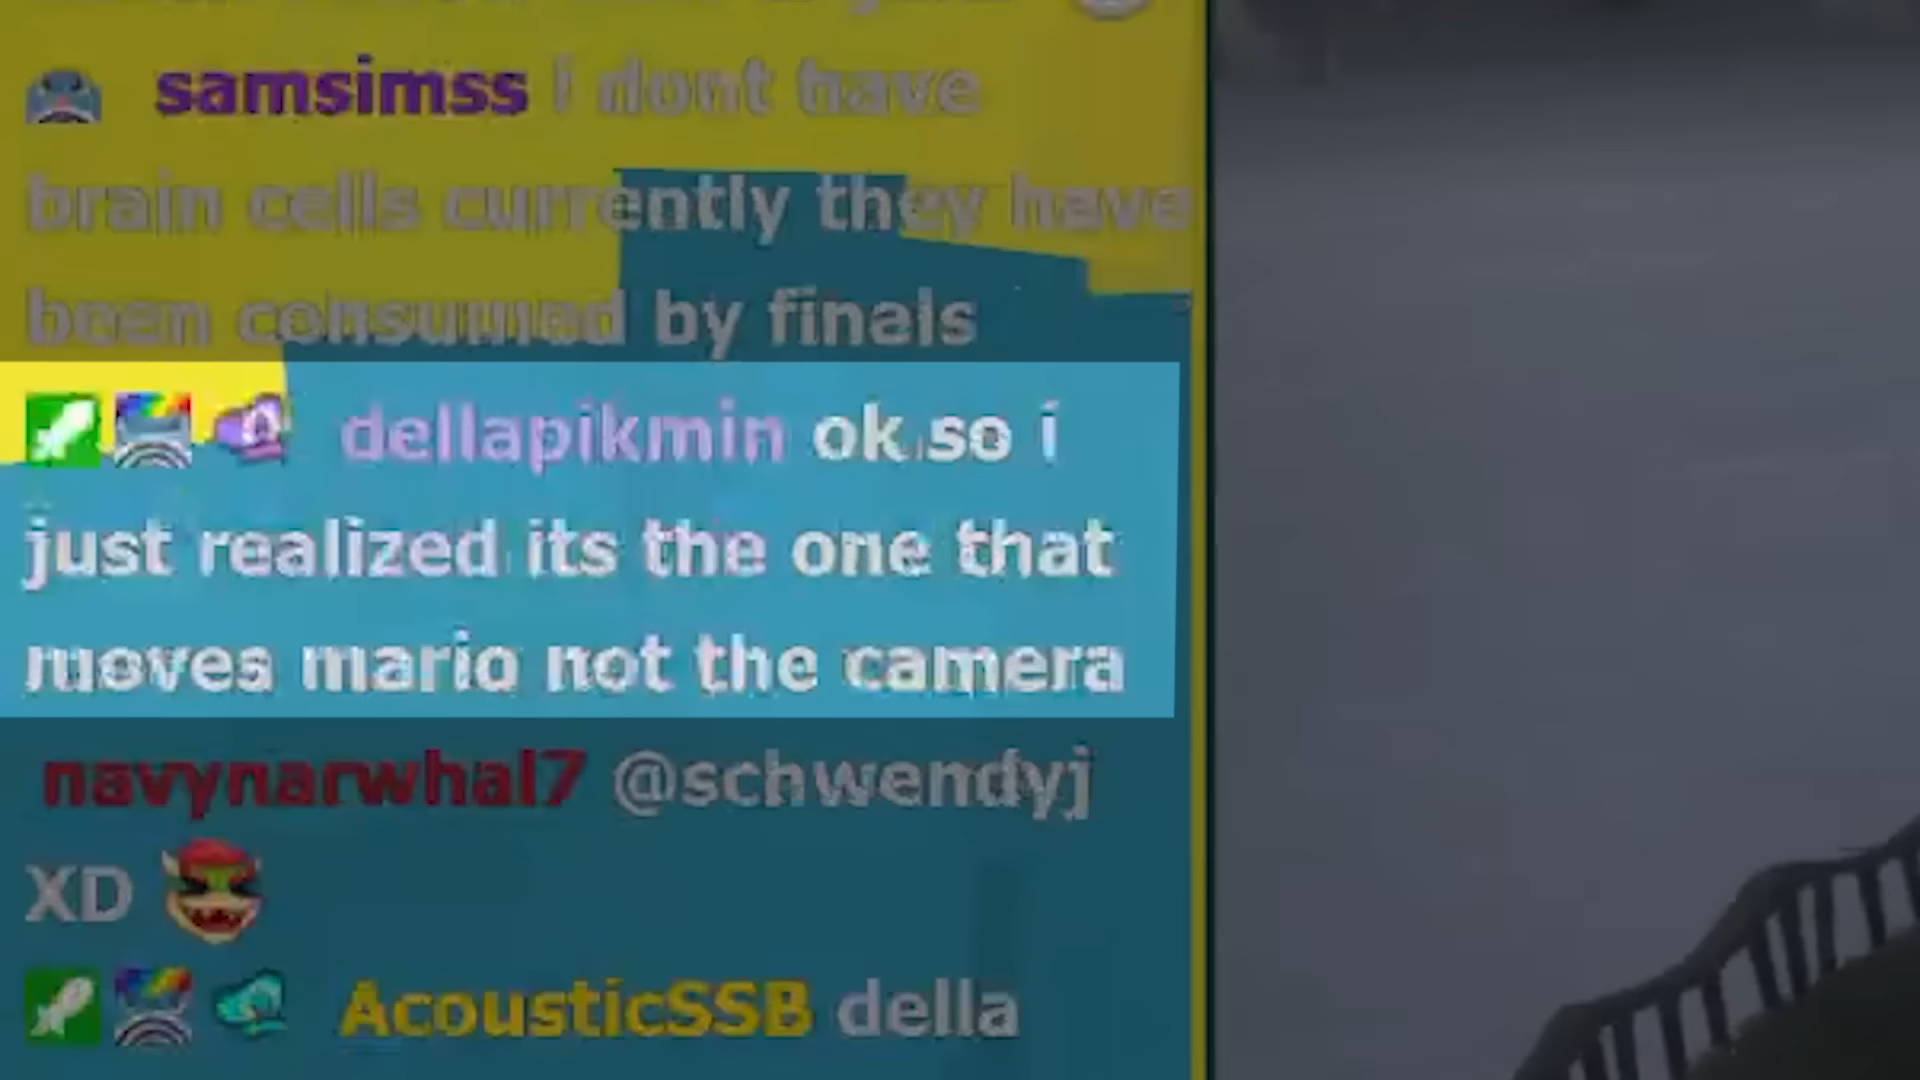 samsimss i dont have
brain cells currently they have
been consumed by finals
dellapikmin ok so i
just realized its the one that
moves mario not the camera
navynarwhal7 @schwendyj
XD
AcousticSSB della